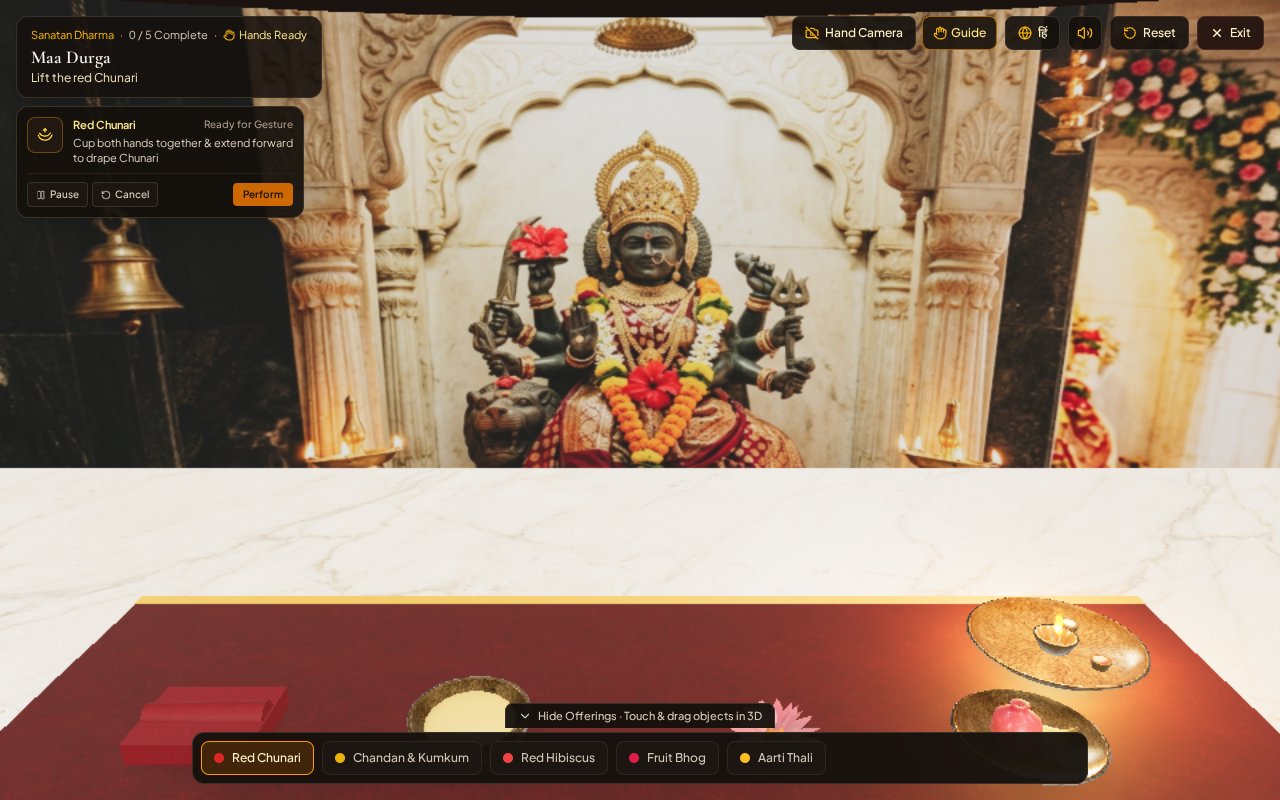 Sanatan Dharma · 0 / 5 Complete · Hands Ready
Maa Durga
Lift the red Chunari
Hand Camera
Guide
हिं
Reset
Exit
Red Chunari
Ready for Gesture
Cup both hands together & extend forward
to drape Chunari
Pause
Cancel
Perform
Hide Offerings · Touch & drag objects in 3D
Red Chunari
Chandan & Kumkum
Red Hibiscus
Fruit Bhog
Aarti Thali